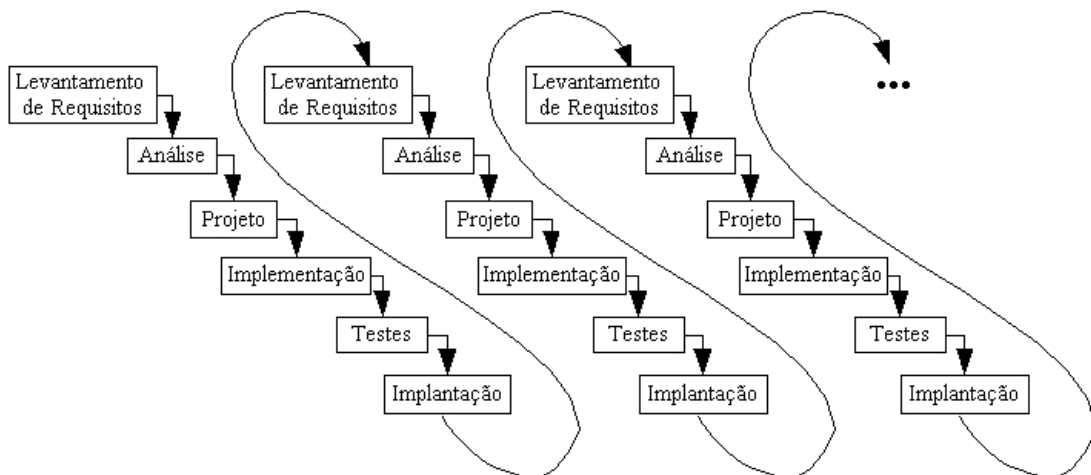 Levantamento
de Requisitos
Análise
Projeto
Implementação
Testes
Implantação
Levantamento
de Requisitos
Análise
Projeto
Implementação
Testes
Implantação
Levantamento
de Requisitos
Análise
Projeto
Implementação
Testes
Implantação
...